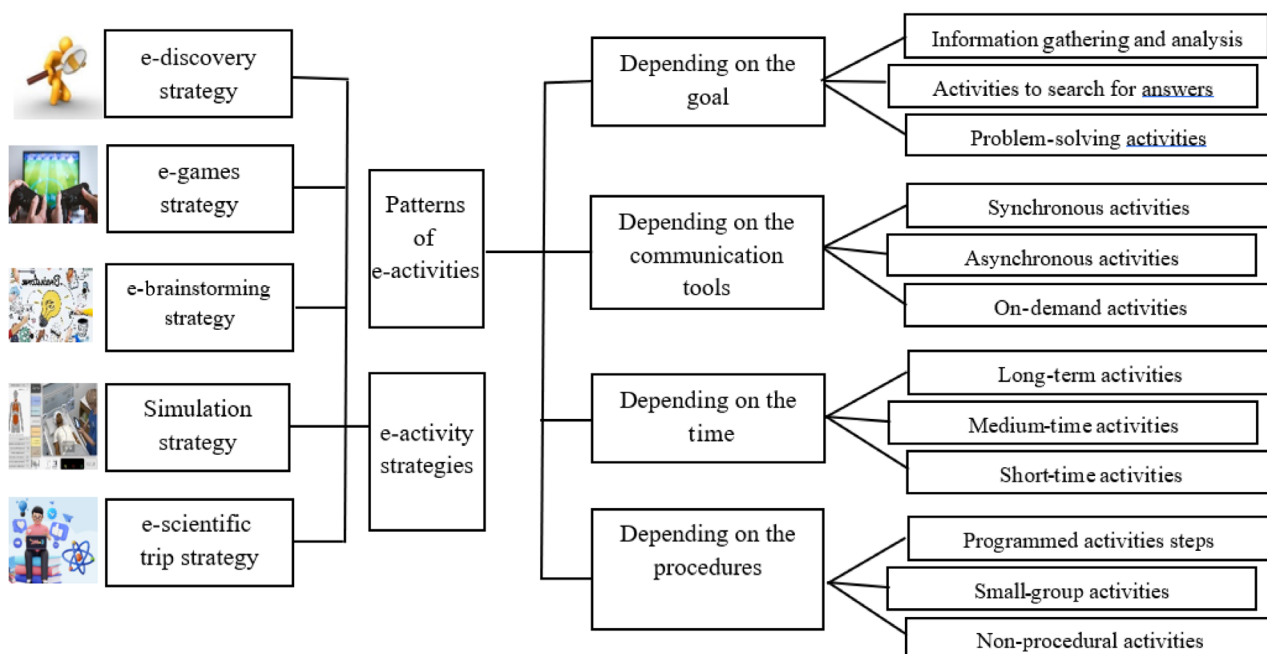 e-discovery
strategy
e-games
strategy
e-brainstorming
strategy
Simulation
strategy
e-scientific
trip strategy
Patterns
of
e-activities
e-activity
strategies
Depending on the
goal
Information gathering and analysis
Activities to search for answers
Problem-solving activities
Depending on the
communication
tools
Synchronous activities
Asynchronous activities
On-demand activities
Depending on the
time
Long-term activities
Medium-time activities
Short-time activities
Depending on the
procedures
Programmed activities steps
Small-group activities
Non-procedural activities